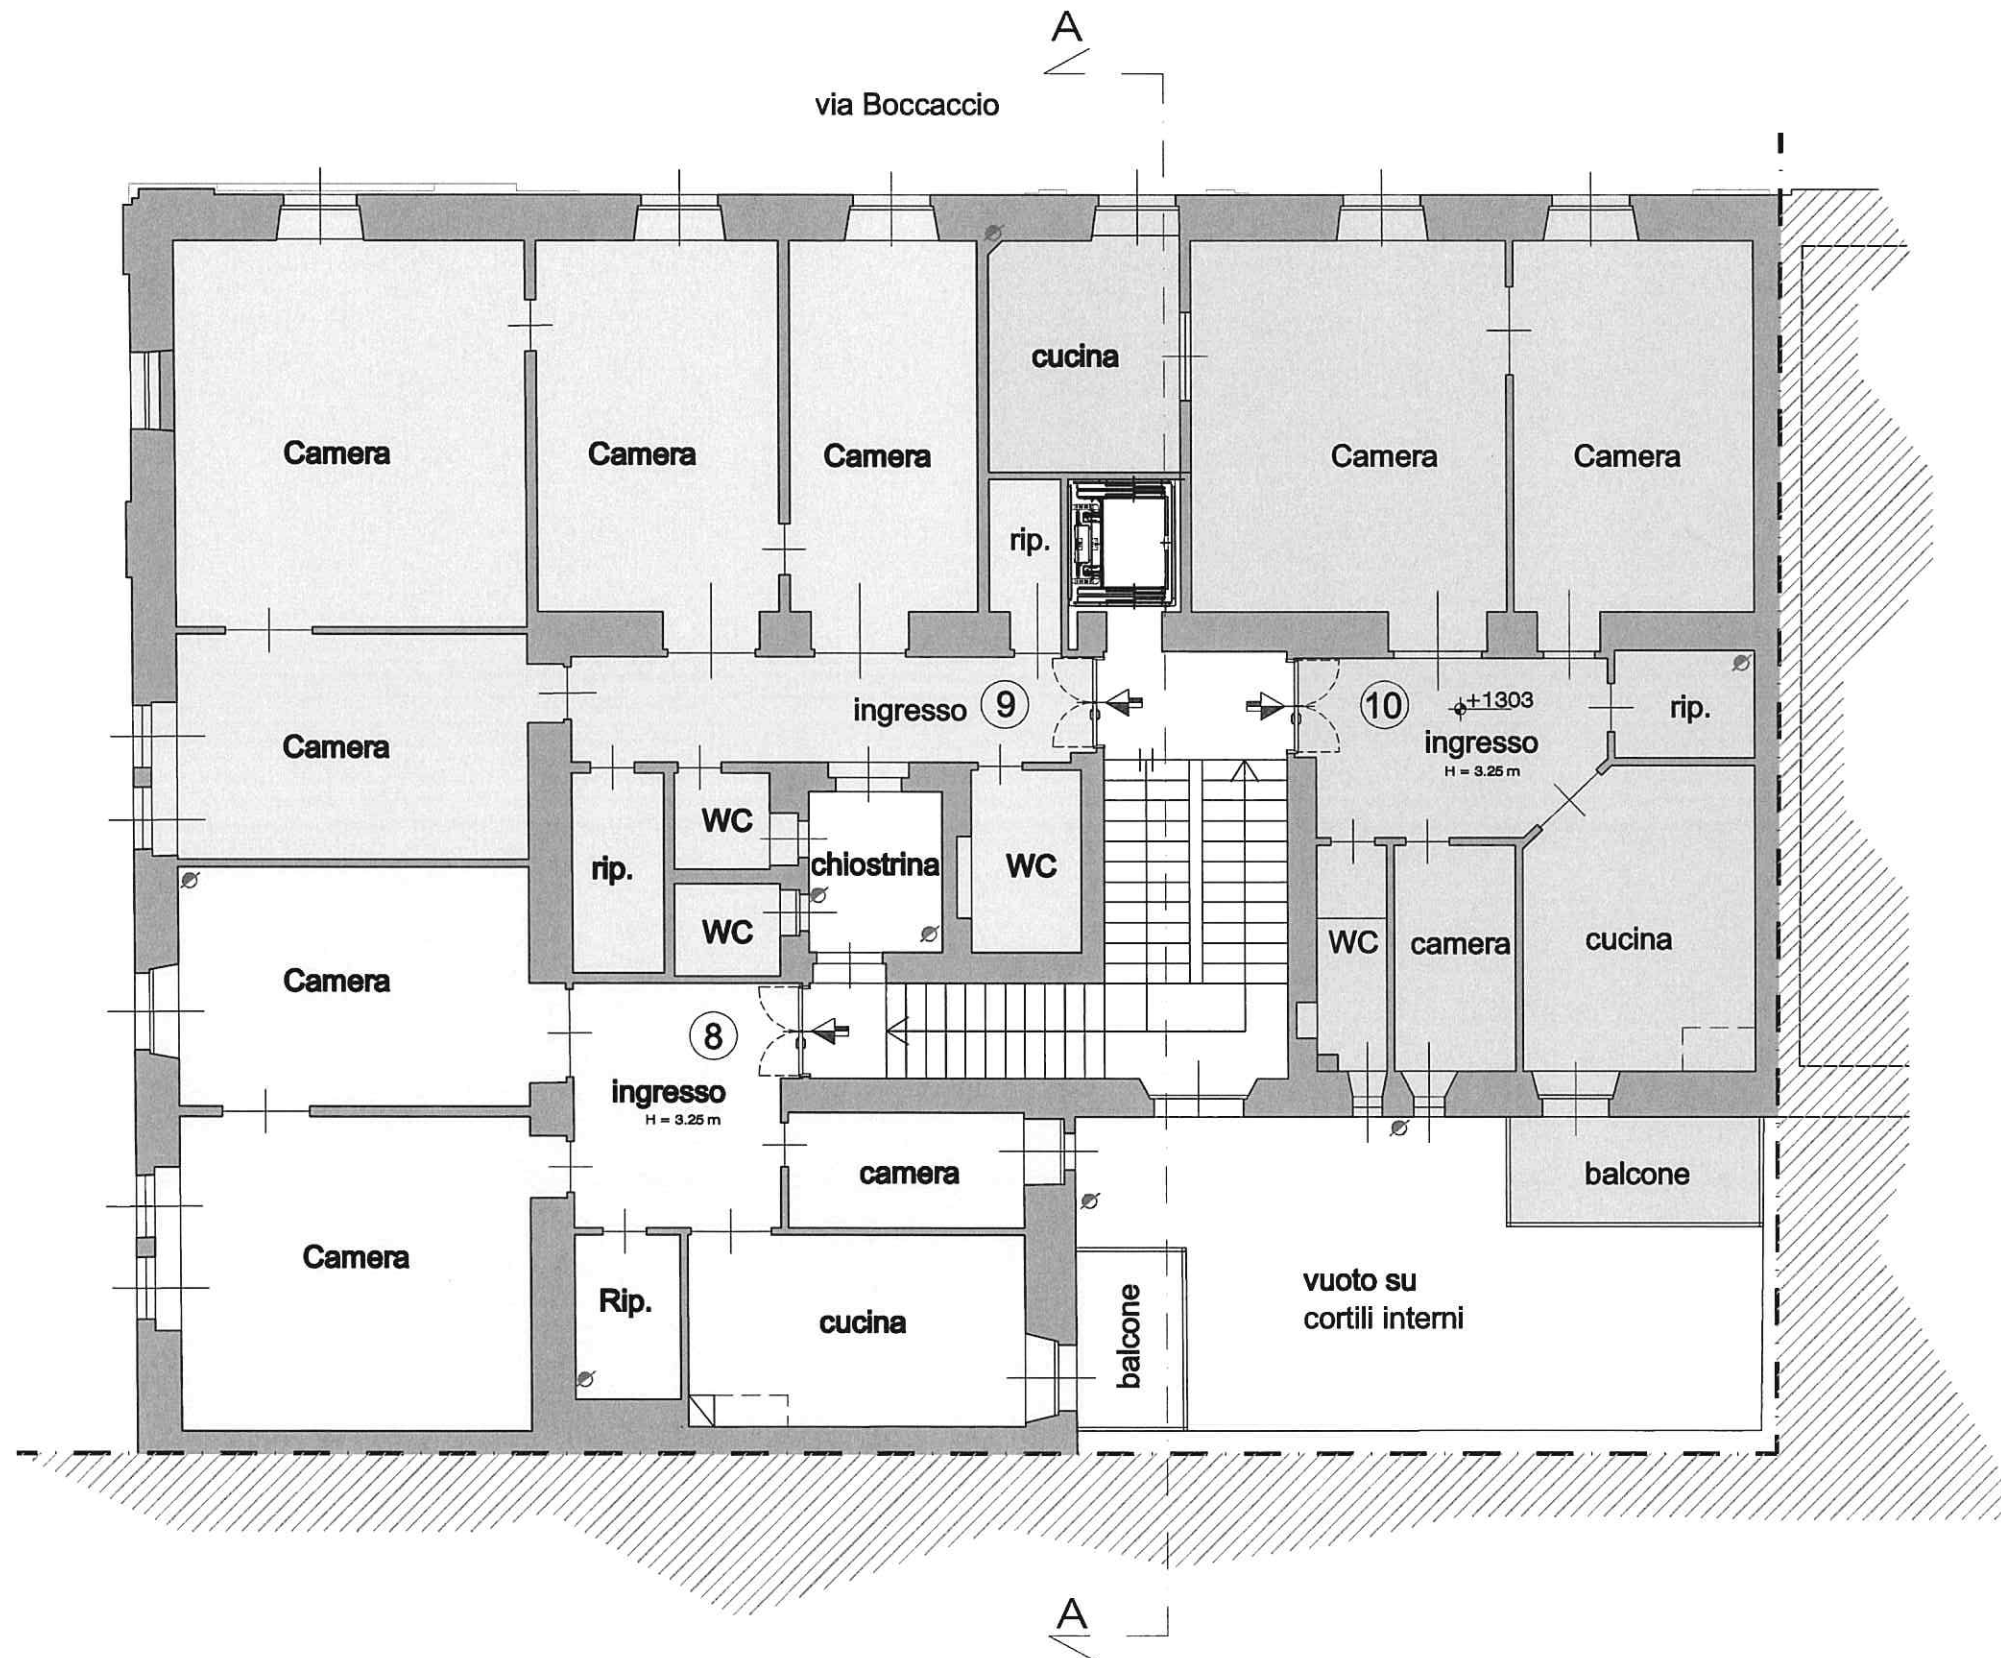 A
via Boccaccio
cucina
Camera
Camera
Camera
Camera
Camera
rip.
ingresso
9
10
+1303
ingresso
H = 3.25 m
rip.
Camera
WC
chiostrina
WC
rip.
WC
WC
camera
cucina
Camera
8
ingresso
H = 3.25 m
camera
balcone
Camera
Rip.
cucina
balcone
vuoto su
cortili interni
A